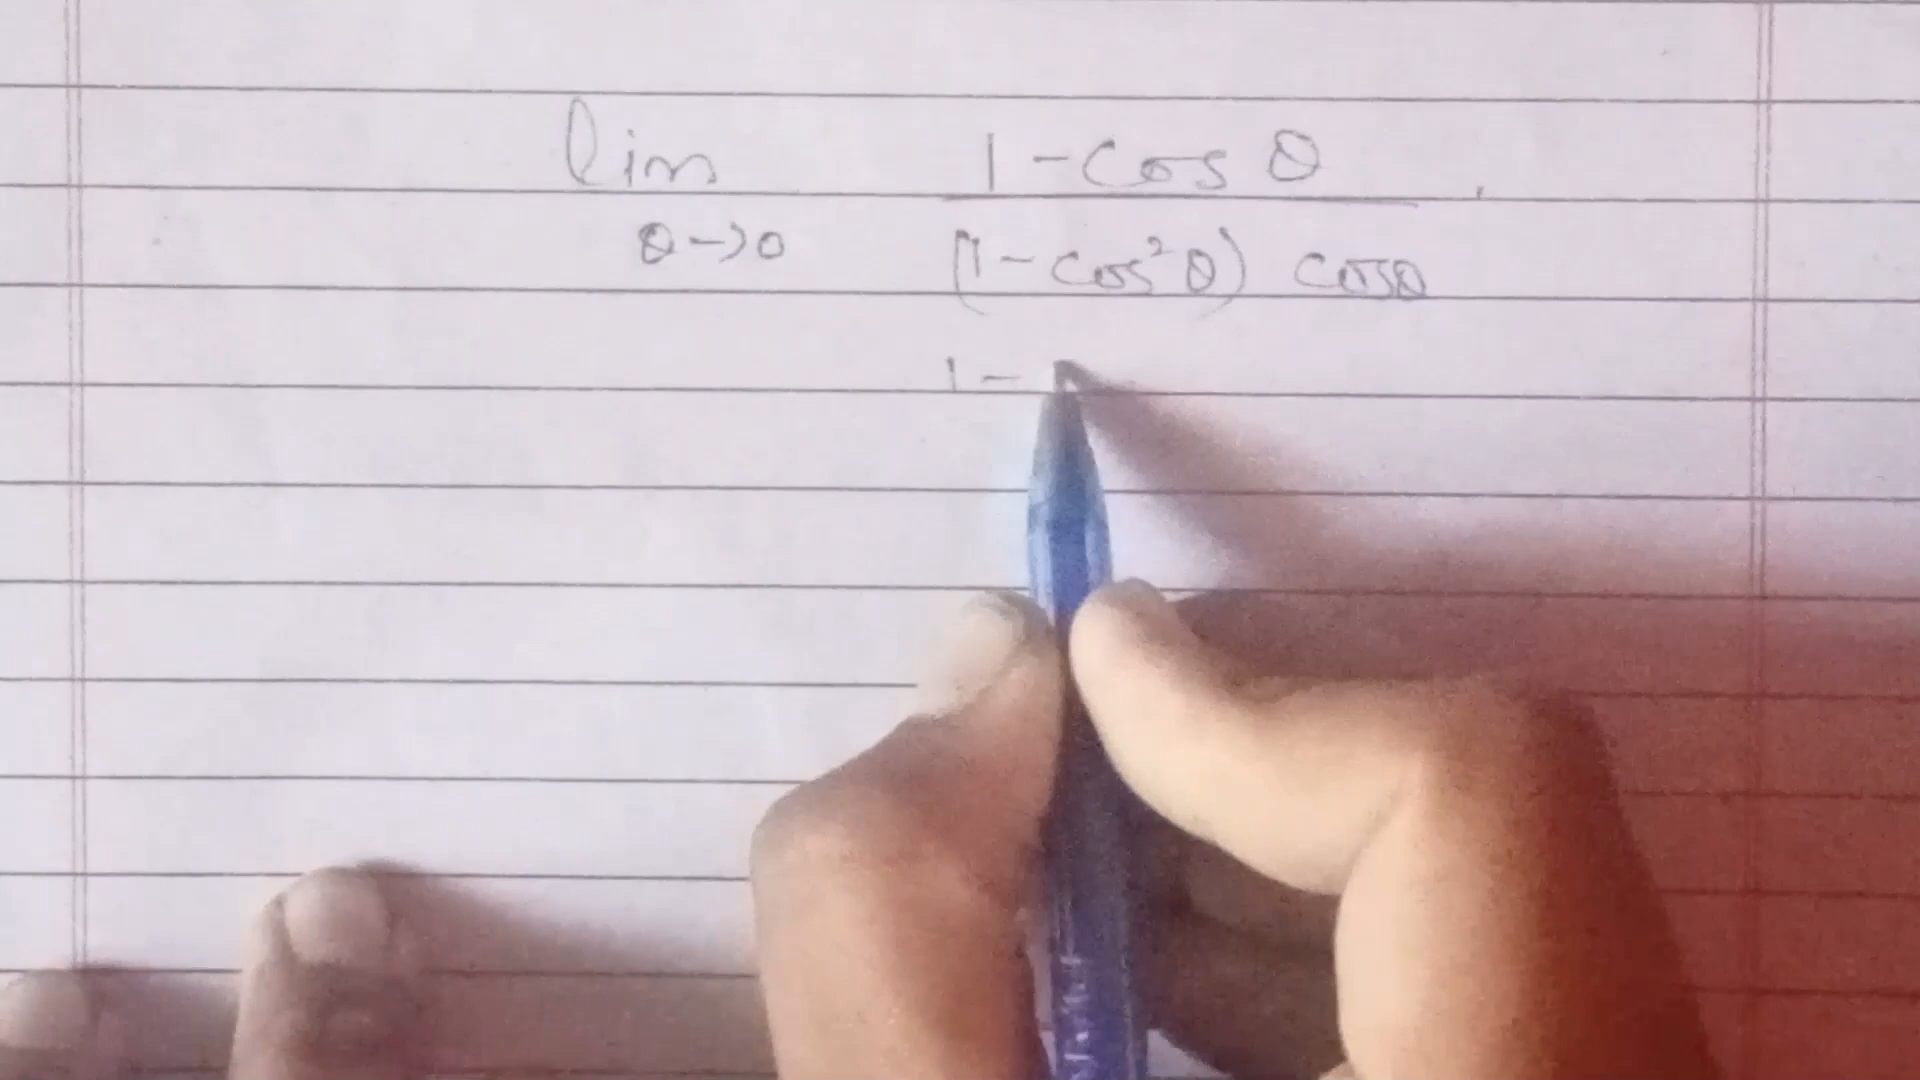 lim 1 - cos θ
θ→0 (1 - cos² θ) cosθ
1 -